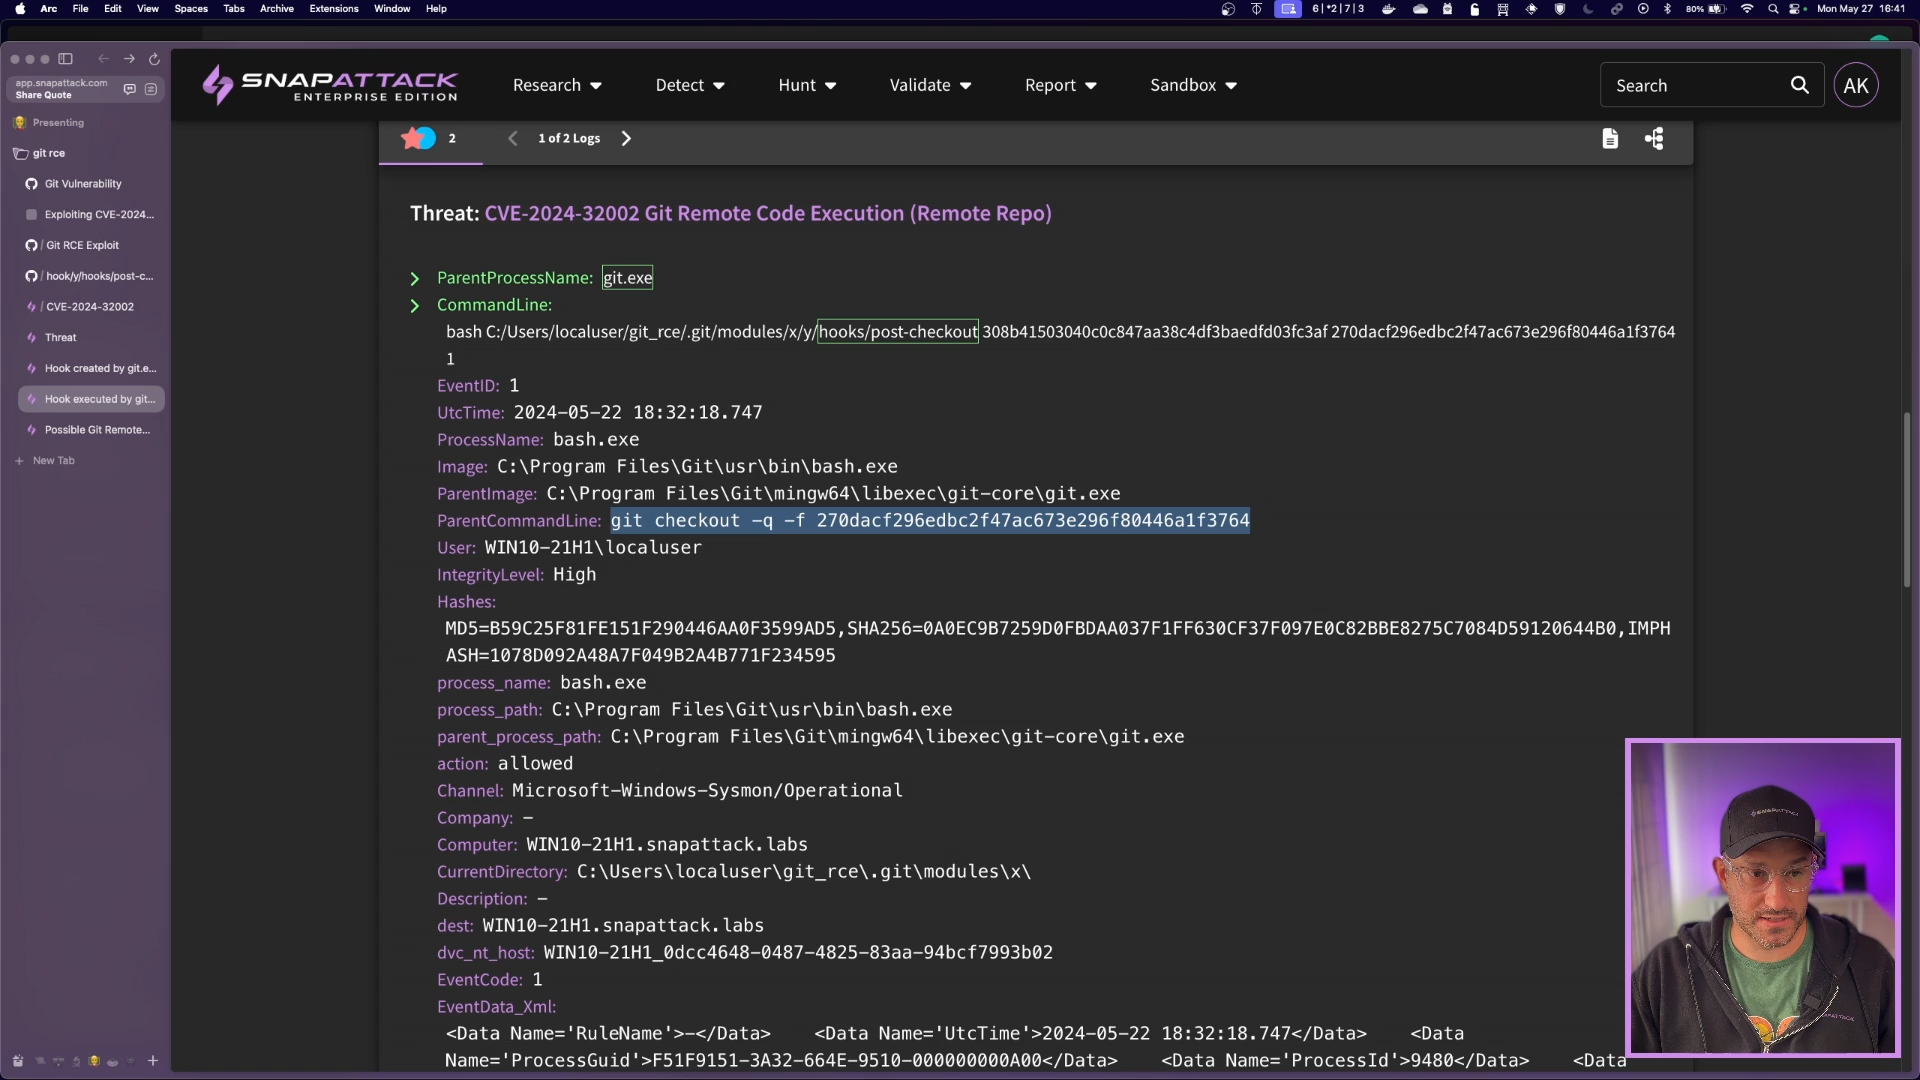 Arc File Edit View Spaces Tabs Archive Extensions Window Help
6|*2|7|3 80% Mon May 27 16:41
app.snapattack.com
Share Quote
Presenting
git rce
Git Vulnerability
Exploiting CVE-2024...
/ Git RCE Exploit
/ hook/y/hooks/post-c...
/ CVE-2024-32002
Threat
Hook created by git.e...
Hook executed by git...
Possible Git Remote...
+ New Tab
SNAPATTACK
ENTERPRISE EDITION
Research Detect Hunt Validate Report Sandbox
Search
AK
2 1 of 2 Logs
Threat: CVE-2024-32002 Git Remote Code Execution (Remote Repo)
ParentProcessName: git.exe
CommandLine:
bash C:/Users/localuser/git_rce/.git/modules/x/y/hooks/post-checkout 308b41503040c0c847aa38c4df3baedfd03fc3af 270dacf296edbc2f47ac673e296f80446a1f3764
1
EventID: 1
UtcTime: 2024-05-22 18:32:18.747
ProcessName: bash.exe
Image: C:\Program Files\Git\usr\bin\bash.exe
ParentImage: C:\Program Files\Git\mingw64\libexec\git-core\git.exe
ParentCommandLine: git checkout -q -f 270dacf296edbc2f47ac673e296f80446a1f3764
User: WIN10-21H1\localuser
IntegrityLevel: High
Hashes:
MD5=B59C25F81FE151F290446AA0F3599AD5,SHA256=0A0EC9B7259D0FBDAA037F1FF630CF37F097E0C82BBE8275C7084D59120644B0,IMPH
ASH=1078D092A48A7F049B2A4B771F234595
process_name: bash.exe
process_path: C:\Program Files\Git\usr\bin\bash.exe
parent_process_path: C:\Program Files\Git\mingw64\libexec\git-core\git.exe
action: allowed
Channel: Microsoft-Windows-Sysmon/Operational
Company: -
Computer: WIN10-21H1.snapattack.labs
CurrentDirectory: C:\Users\localuser\git_rce\.git\modules\x\
Description: -
dest: WIN10-21H1.snapattack.labs
dvc_nt_host: WIN10-21H1_0dcc4648-0487-4825-83aa-94bcf7993b02
EventCode: 1
EventData_Xml:
<Data Name='RuleName'>-</Data> <Data Name='UtcTime'>2024-05-22 18:32:18.747</Data> <Data
Name='ProcessGuid'>F51F9151-3A32-664E-9510-000000000A00</Data> <Data Name='ProcessId'>9480</Data> <Data
SNAPATTACK